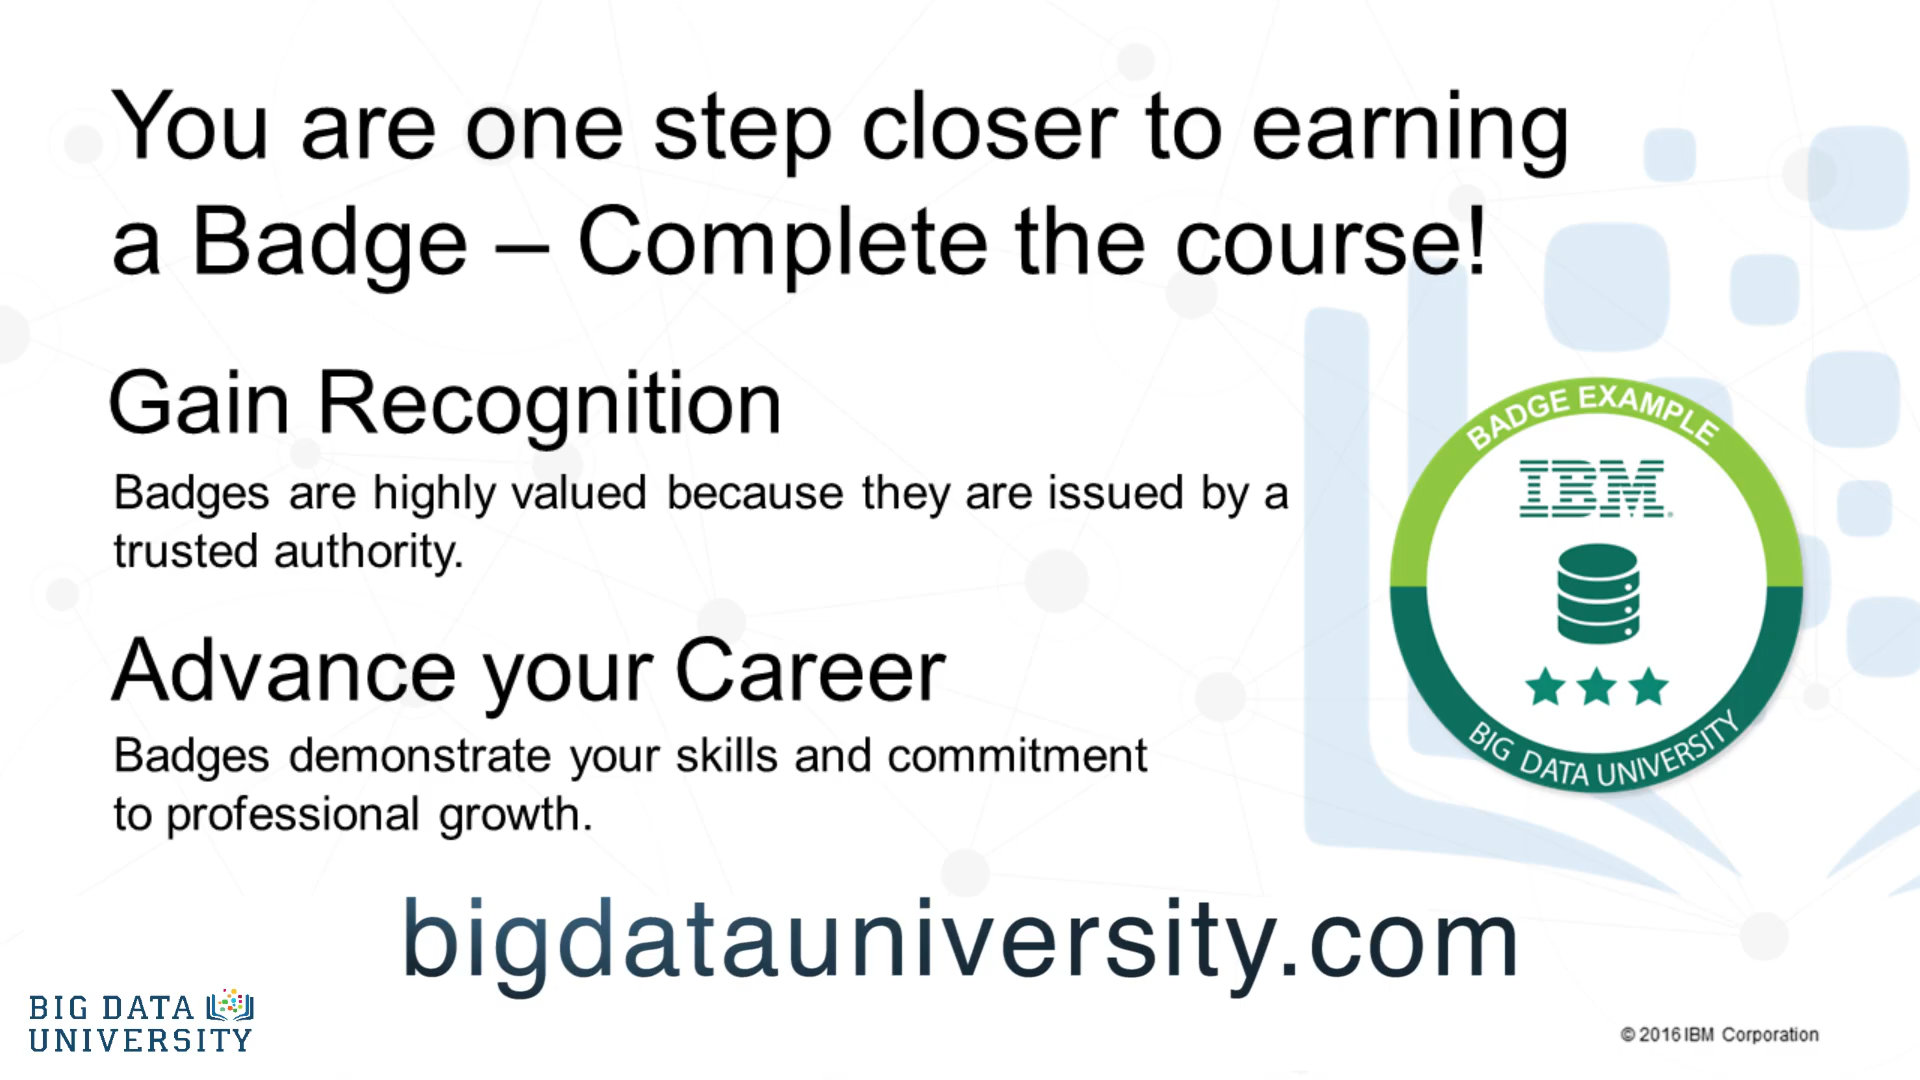 You are one step closer to earning
a Badge – Complete the course!
Gain Recognition
Badges are highly valued because they are issued by a
trusted authority.
Advance your Career
Badges demonstrate your skills and commitment
to professional growth.
BADGE EXAMPLE
IBM®
BIG DATA UNIVERSITY
bigdatauniversity.com
BIG DATA
UNIVERSITY
© 2016 IBM Corporation